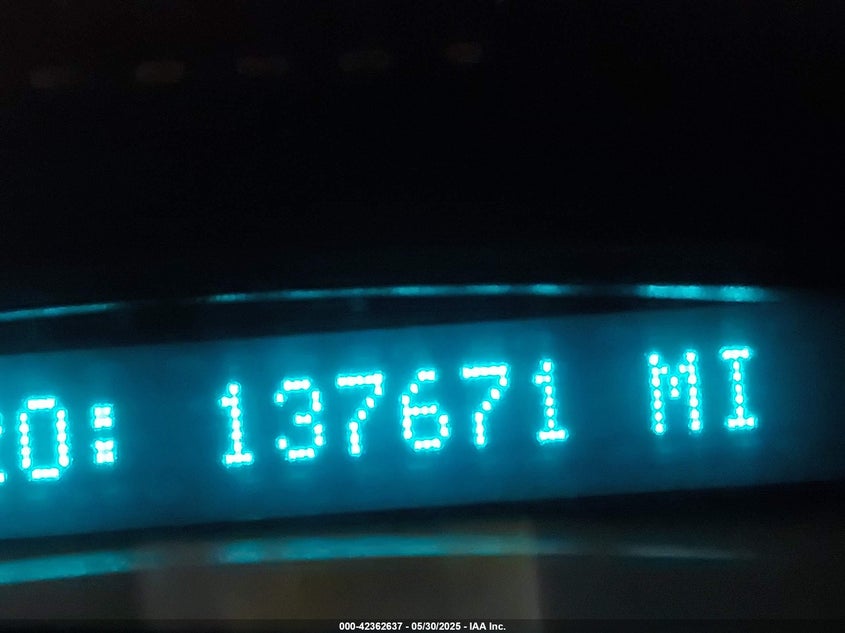 O: 137671 MI
000-42362637 - 05/30/2025 - IAA Inc.